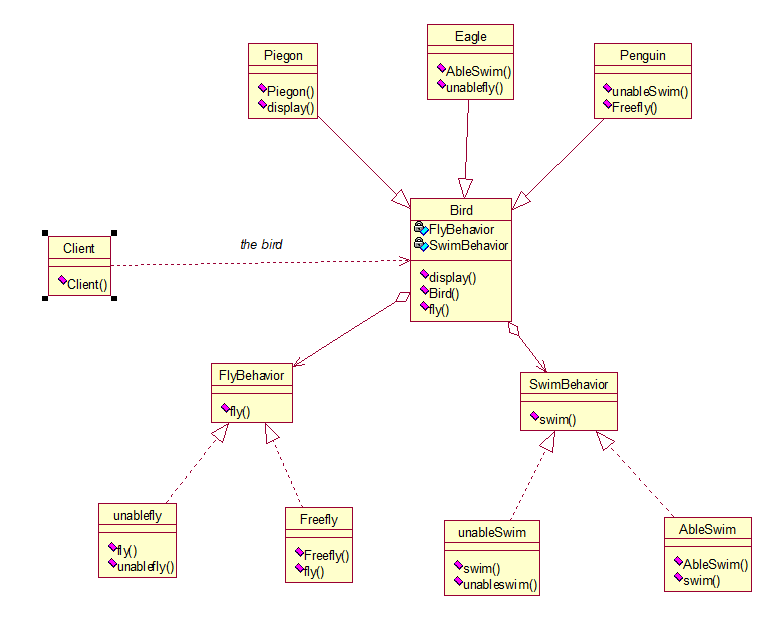 Piegon
Piegon()
display()
Eagle
AbleSwim()
unablefly()
Penguin
unableSwim()
Freefly()
Client
Client()
the bird
Bird
FlyBehavior
SwimBehavior
display()
Bird()
fly()
FlyBehavior
fly()
SwimBehavior
swim()
unablefly
fly()
unablefly()
Freefly
Freefly()
fly()
unableSwim
swim()
unableswim()
AbleSwim
AbleSwim()
swim()